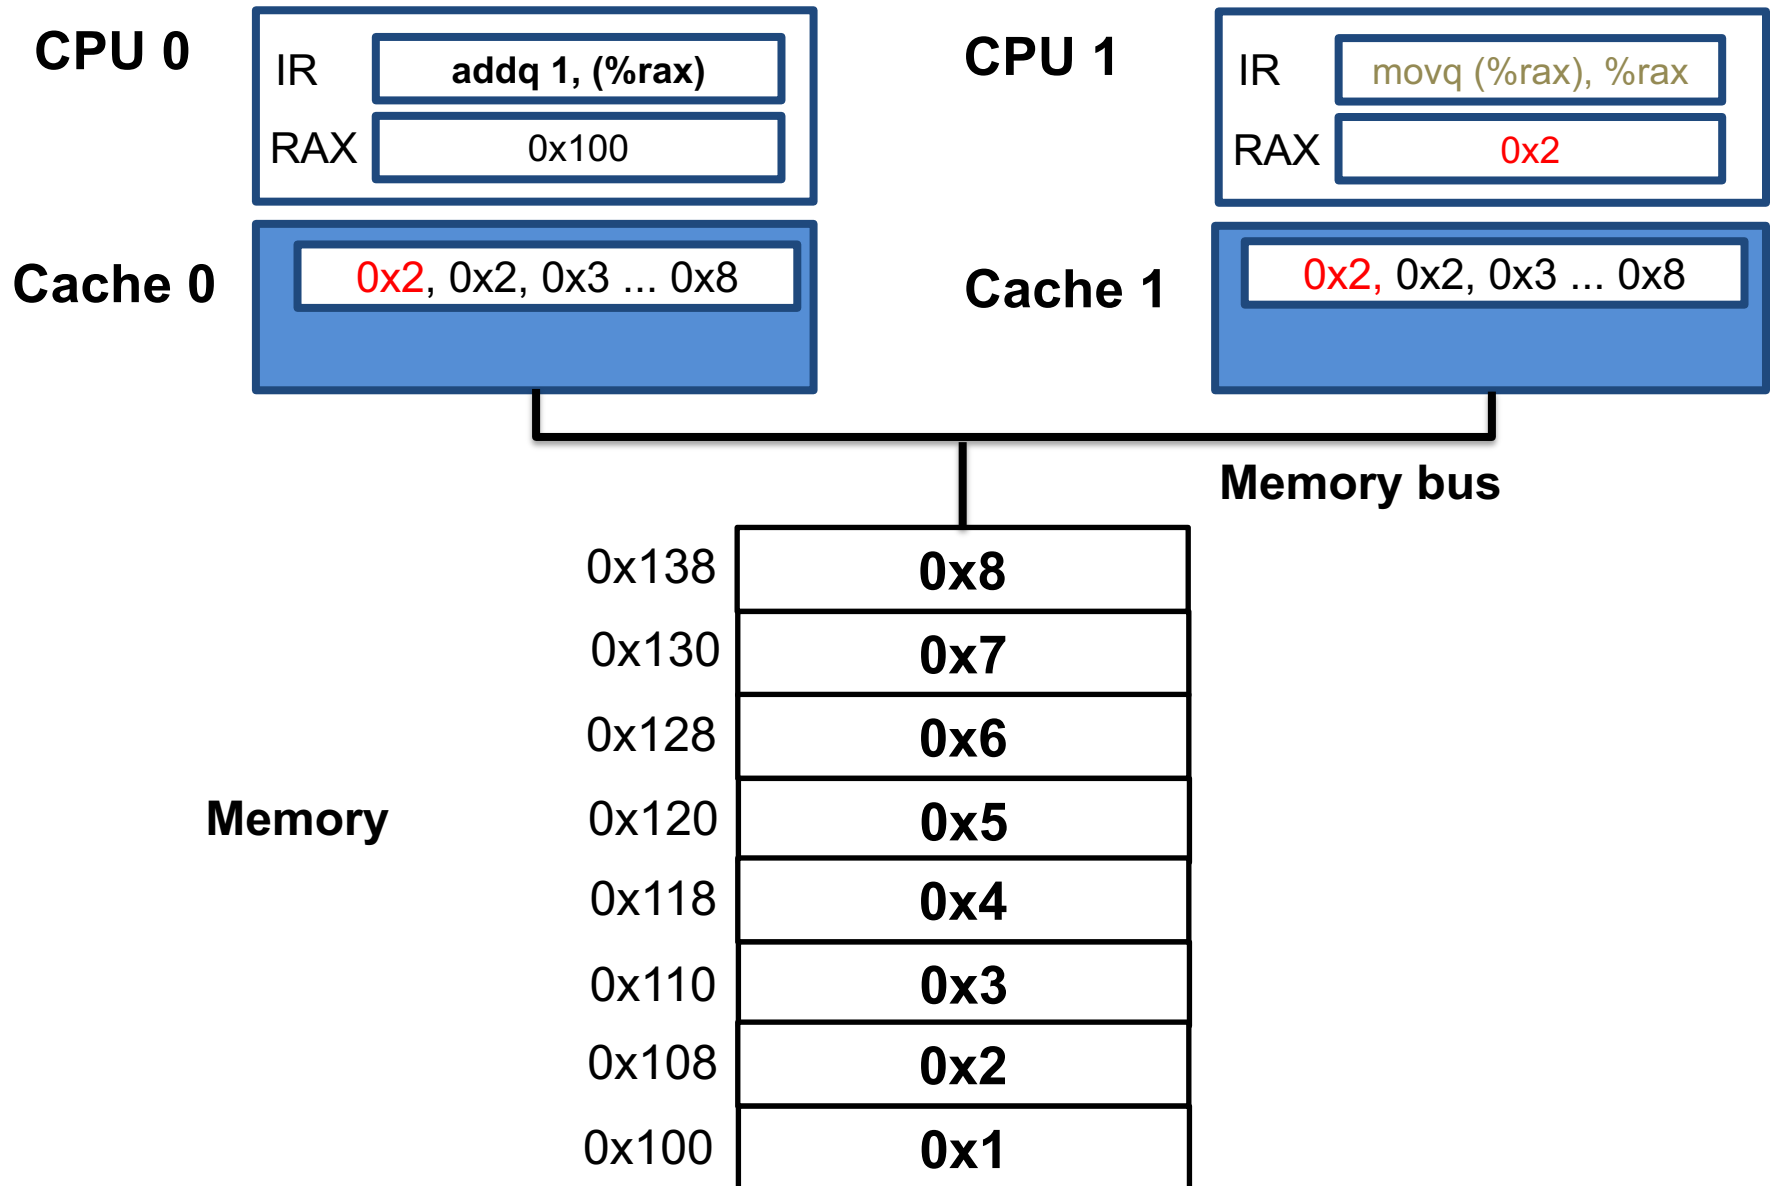 CPU 0
IR addq 1, (%rax)
RAX 0x100
CPU 1
IR movq (%rax), %rax
RAX 0x2
Cache 0
0x2, 0x2, 0x3 ... 0x8
Cache 1
0x2, 0x2, 0x3 ... 0x8
Memory bus
Memory
0x138 0x8
0x130 0x7
0x128 0x6
0x120 0x5
0x118 0x4
0x110 0x3
0x108 0x2
0x100 0x1